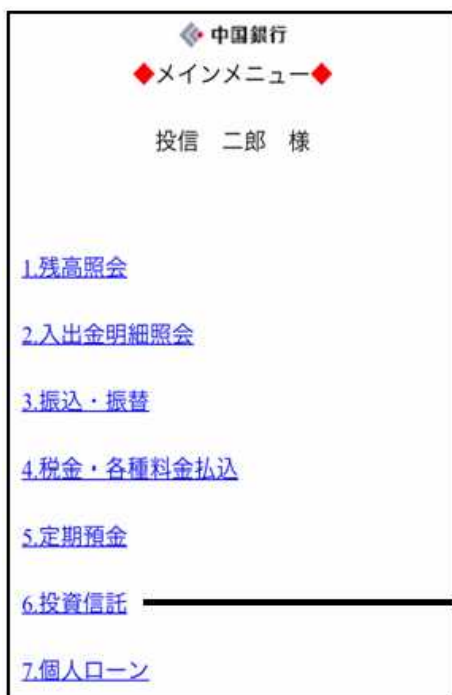 中国銀行
◆メインメニュー◆
投信　二郎　様
1.残高照会
2.入出金明細照会
3.振込・振替
4.税金・各種料金払込
5.定期預金
6.投資信託
7.個人ローン